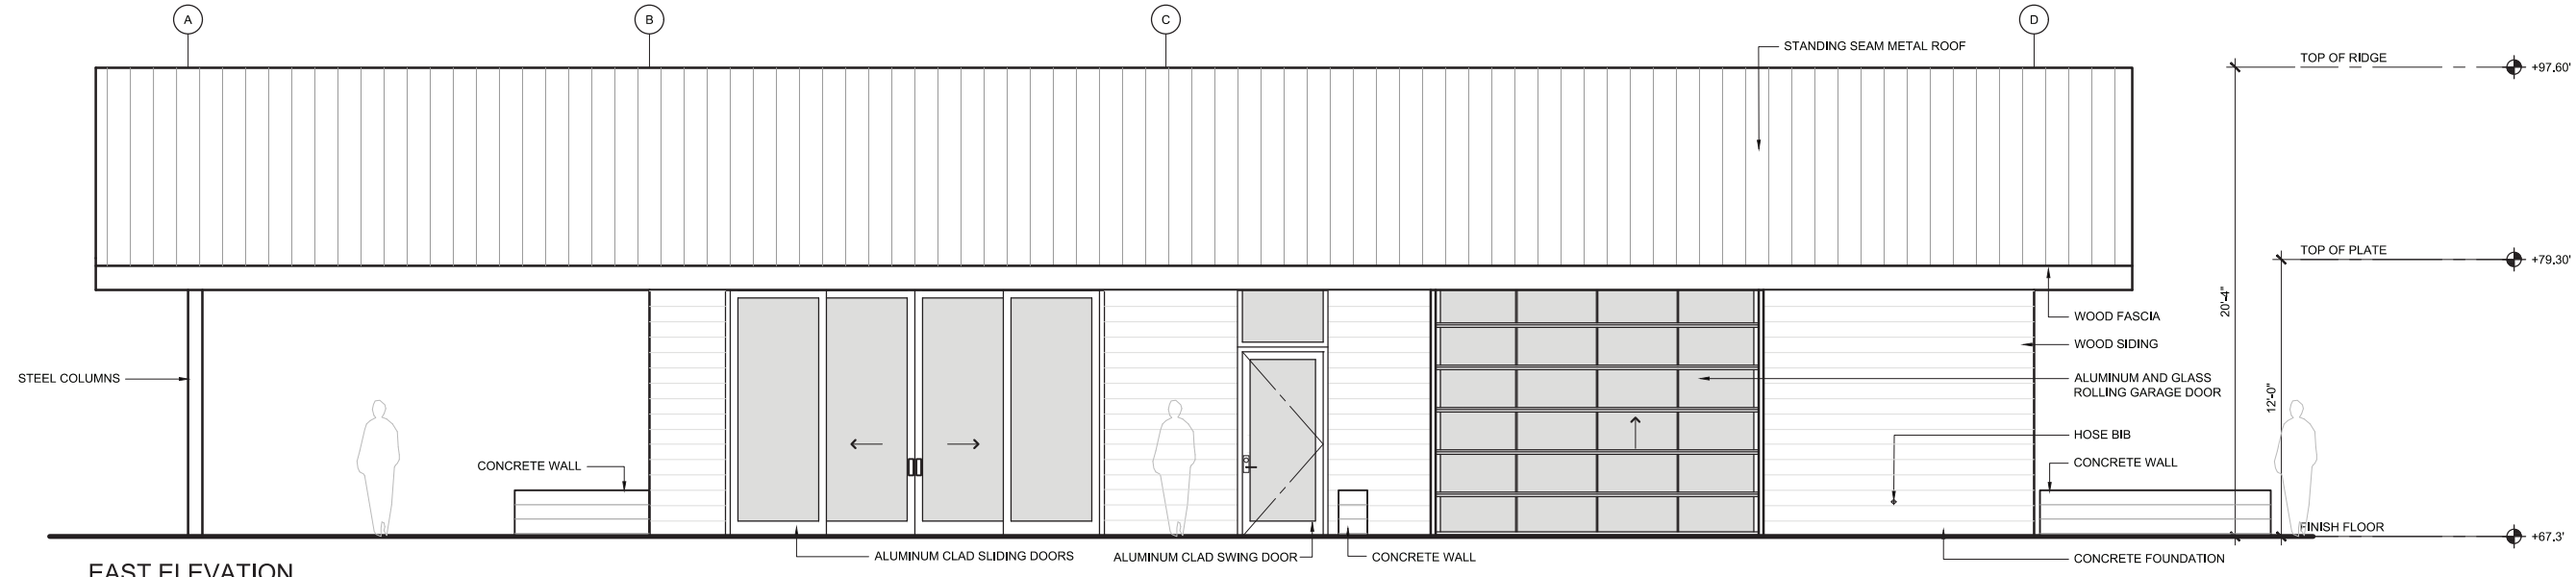 A
B
C
D
STANDING SEAM METAL ROOF
TOP OF RIDGE
+97.60'
TOP OF PLATE
+79.30'
20'-4"
WOOD FASCIA
WOOD SIDING
STEEL COLUMNS
ALUMINUM AND GLASS
ROLLING GARAGE DOOR
12'-0"
HOSE BIB
CONCRETE WALL
CONCRETE WALL
FINISH FLOOR
+67.3'
ALUMINUM CLAD SLIDING DOORS
ALUMINUM CLAD SWING DOOR
CONCRETE WALL
CONCRETE FOUNDATION
EAST ELEVATION